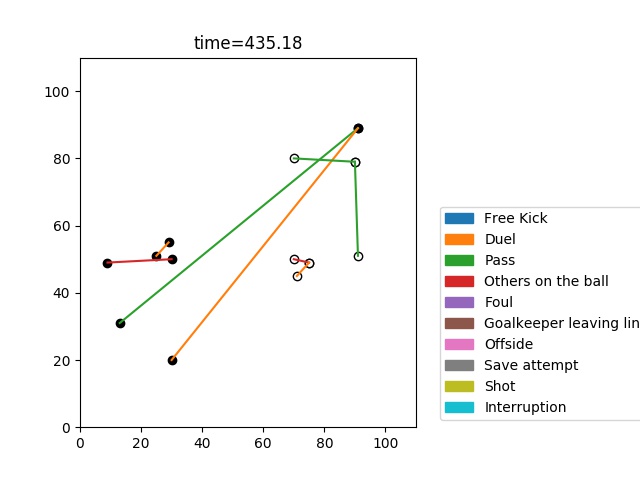 time=435.18
100
80
60
40
20
0
0 20 40 60 80 100
Free Kick
Duel
Pass
Others on the ball
Foul
Goalkeeper leaving lin
Offside
Save attempt
Shot
Interruption